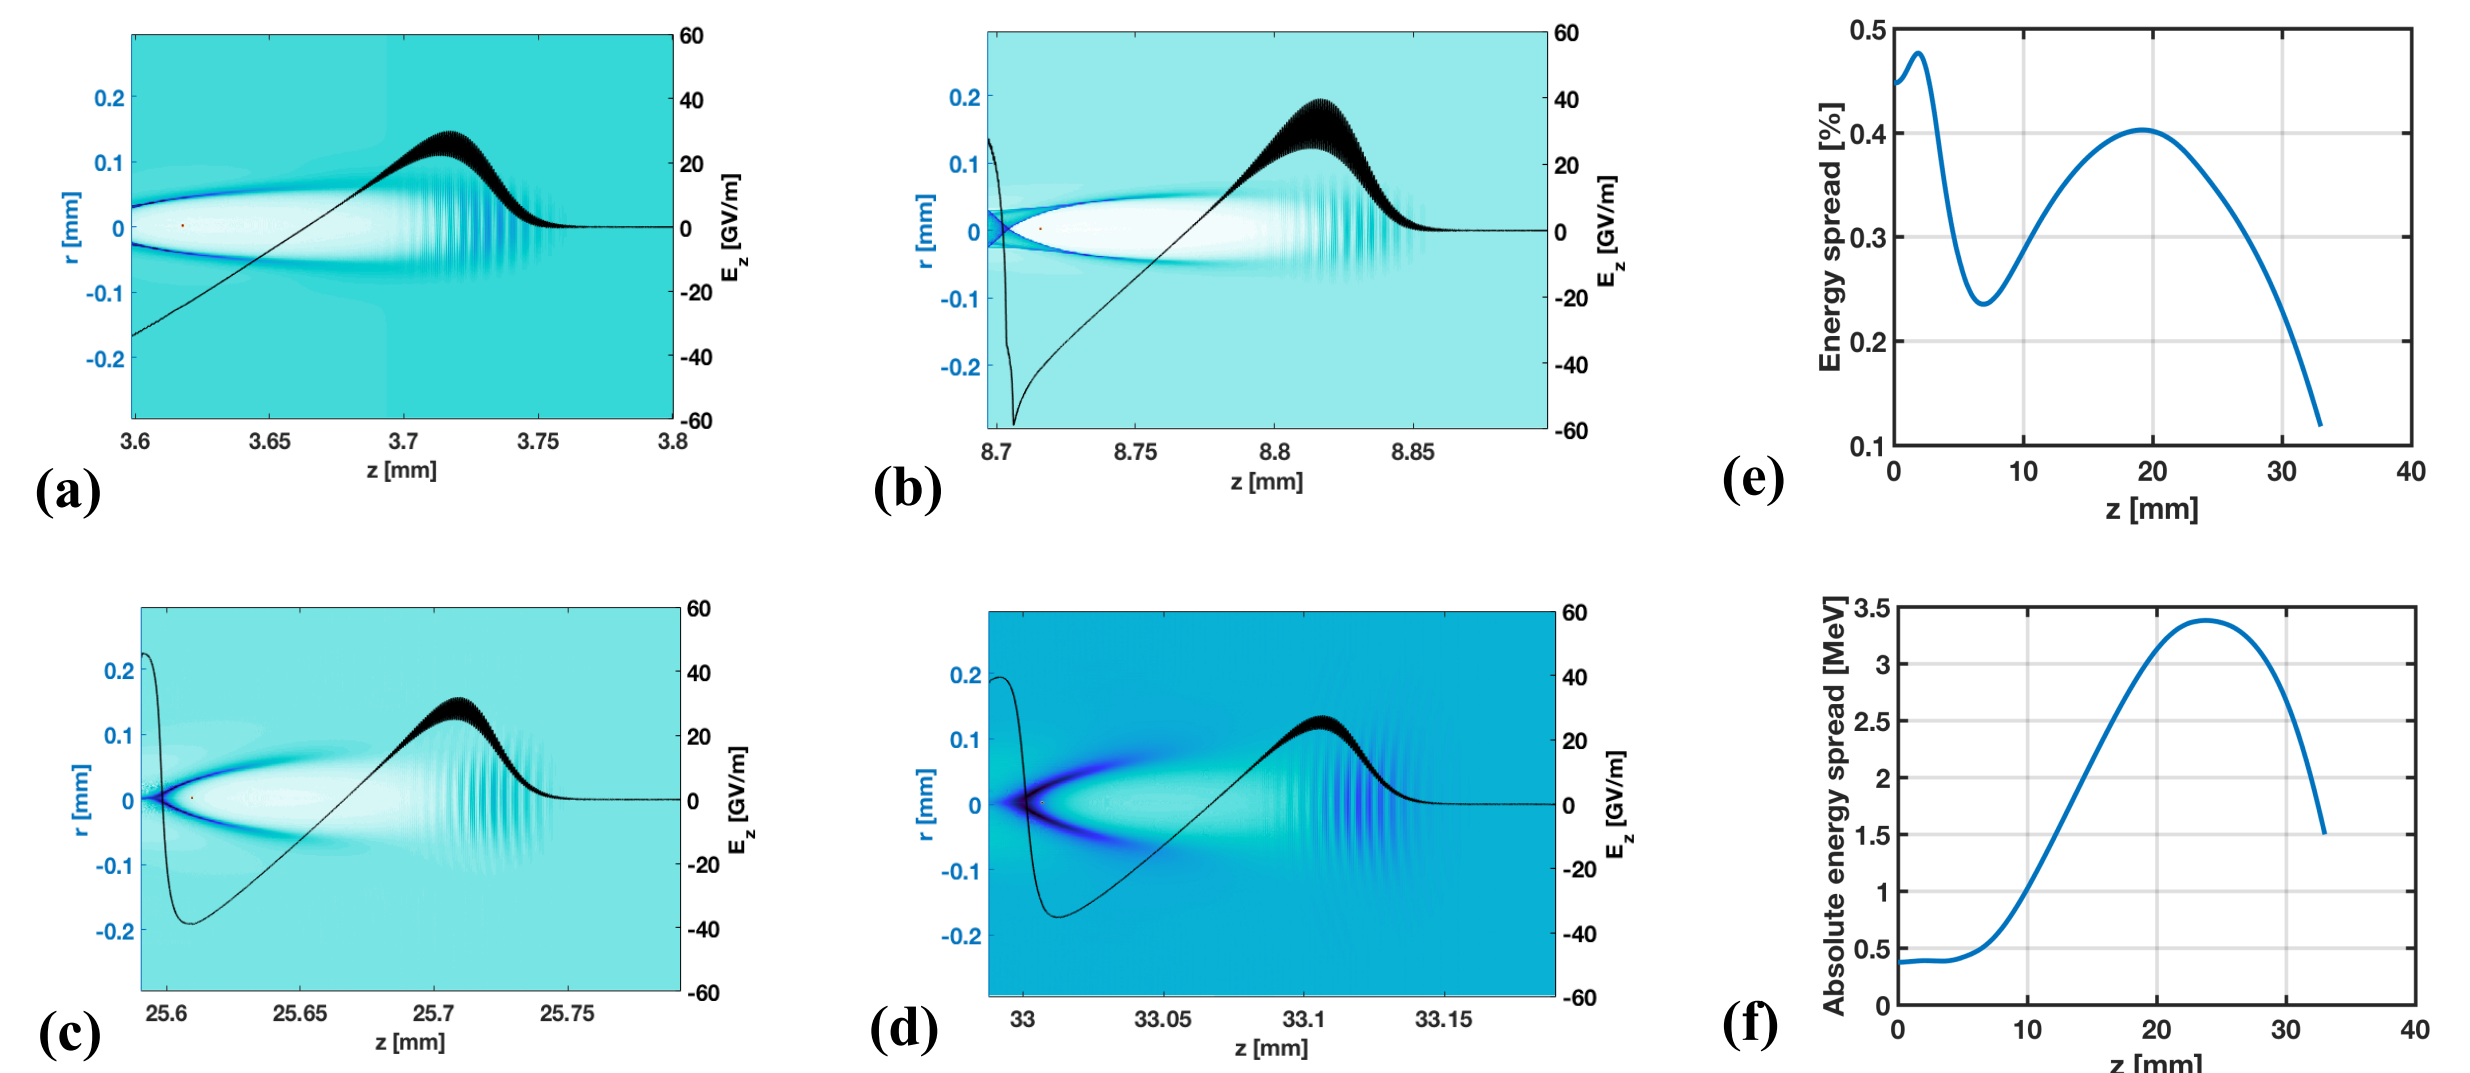 60
40
20
0
-20
-40
-60
E_z [GV/m]
0.2
0.1
0
-0.1
-0.2
r [mm]
3.6 3.65 3.7 3.75 3.8
z [mm]
(a)
60
40
20
0
-20
-40
-60
E_z [GV/m]
0.2
0.1
0
-0.1
-0.2
r [mm]
8.7 8.75 8.8 8.85
z [mm]
(b)
0.5
0.4
0.3
0.2
0.1
Energy spread [%]
0 10 20 30 40
z [mm]
(e)
60
40
20
0
-20
-40
-60
E_z [GV/m]
0.2
0.1
0
-0.1
-0.2
r [mm]
25.6 25.65 25.7 25.75
z [mm]
(c)
60
40
20
0
-20
-40
-60
E_z [GV/m]
0.2
0.1
0
-0.1
-0.2
r [mm]
33 33.05 33.1 33.15
z [mm]
(d)
3.5
3
2.5
2
1.5
1
0.5
0
Absolute energy spread [MeV]
0 10 20 30 40
z [mm]
(f)